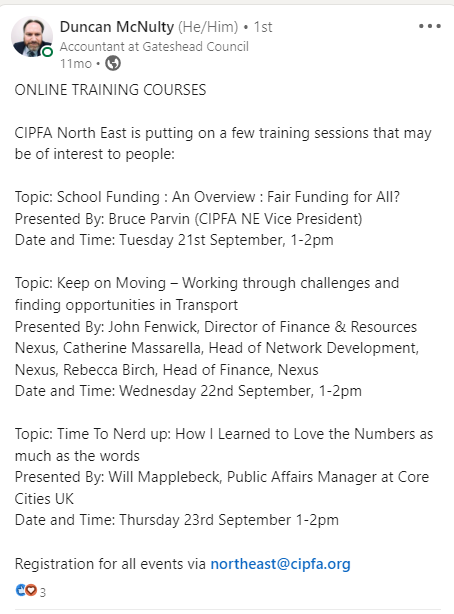 Duncan McNulty (He/Him) • 1st
Accountant at Gateshead Council
11mo •
ONLINE TRAINING COURSES
CIPFA North East is putting on a few training sessions that may
be of interest to people:
Topic: School Funding : An Overview : Fair Funding for All?
Presented By: Bruce Parvin (CIPFA NE Vice President)
Date and Time: Tuesday 21st September, 1-2pm
Topic: Keep on Moving – Working through challenges and
finding opportunities in Transport
Presented By: John Fenwick, Director of Finance & Resources
Nexus, Catherine Massarella, Head of Network Development,
Nexus, Rebecca Birch, Head of Finance, Nexus
Date and Time: Wednesday 22nd September, 1-2pm
Topic: Time To Nerd up: How I Learned to Love the Numbers as
much as the words
Presented By: Will Mapplebeck, Public Affairs Manager at Core
Cities UK
Date and Time: Thursday 23rd September 1-2pm
Registration for all events via northeast@cipfa.org
3